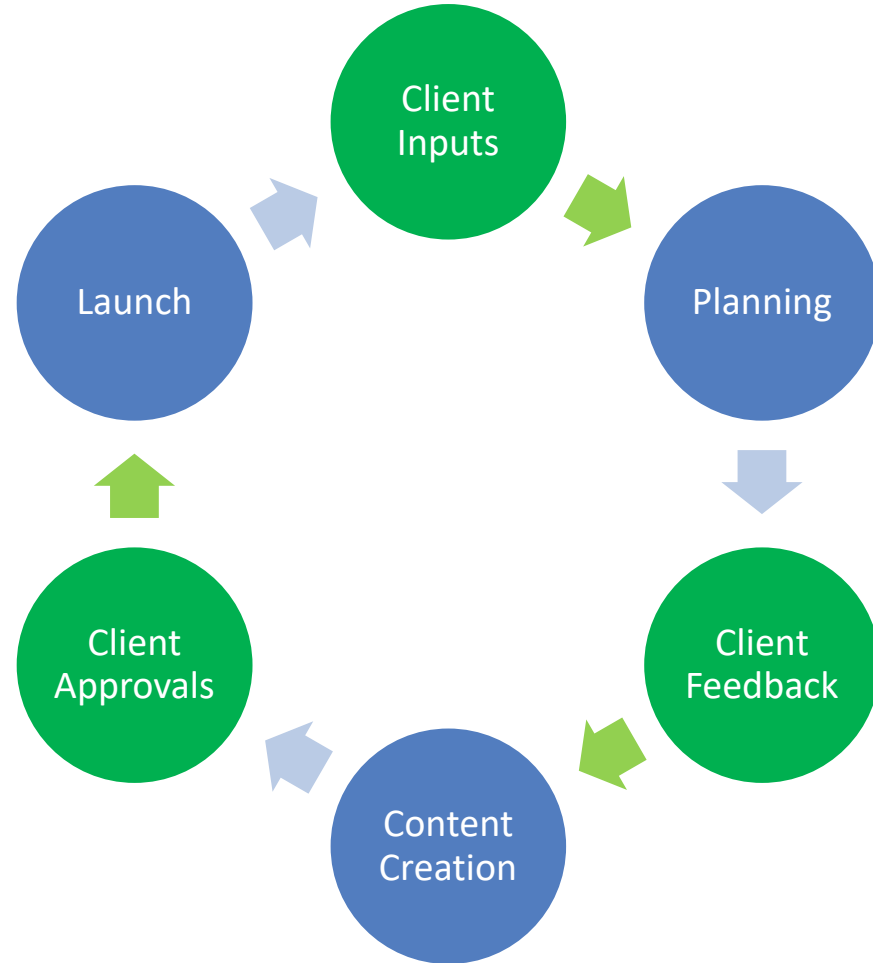 Client
Inputs
Planning
Client
Feedback
Content
Creation
Client
Approvals
Launch